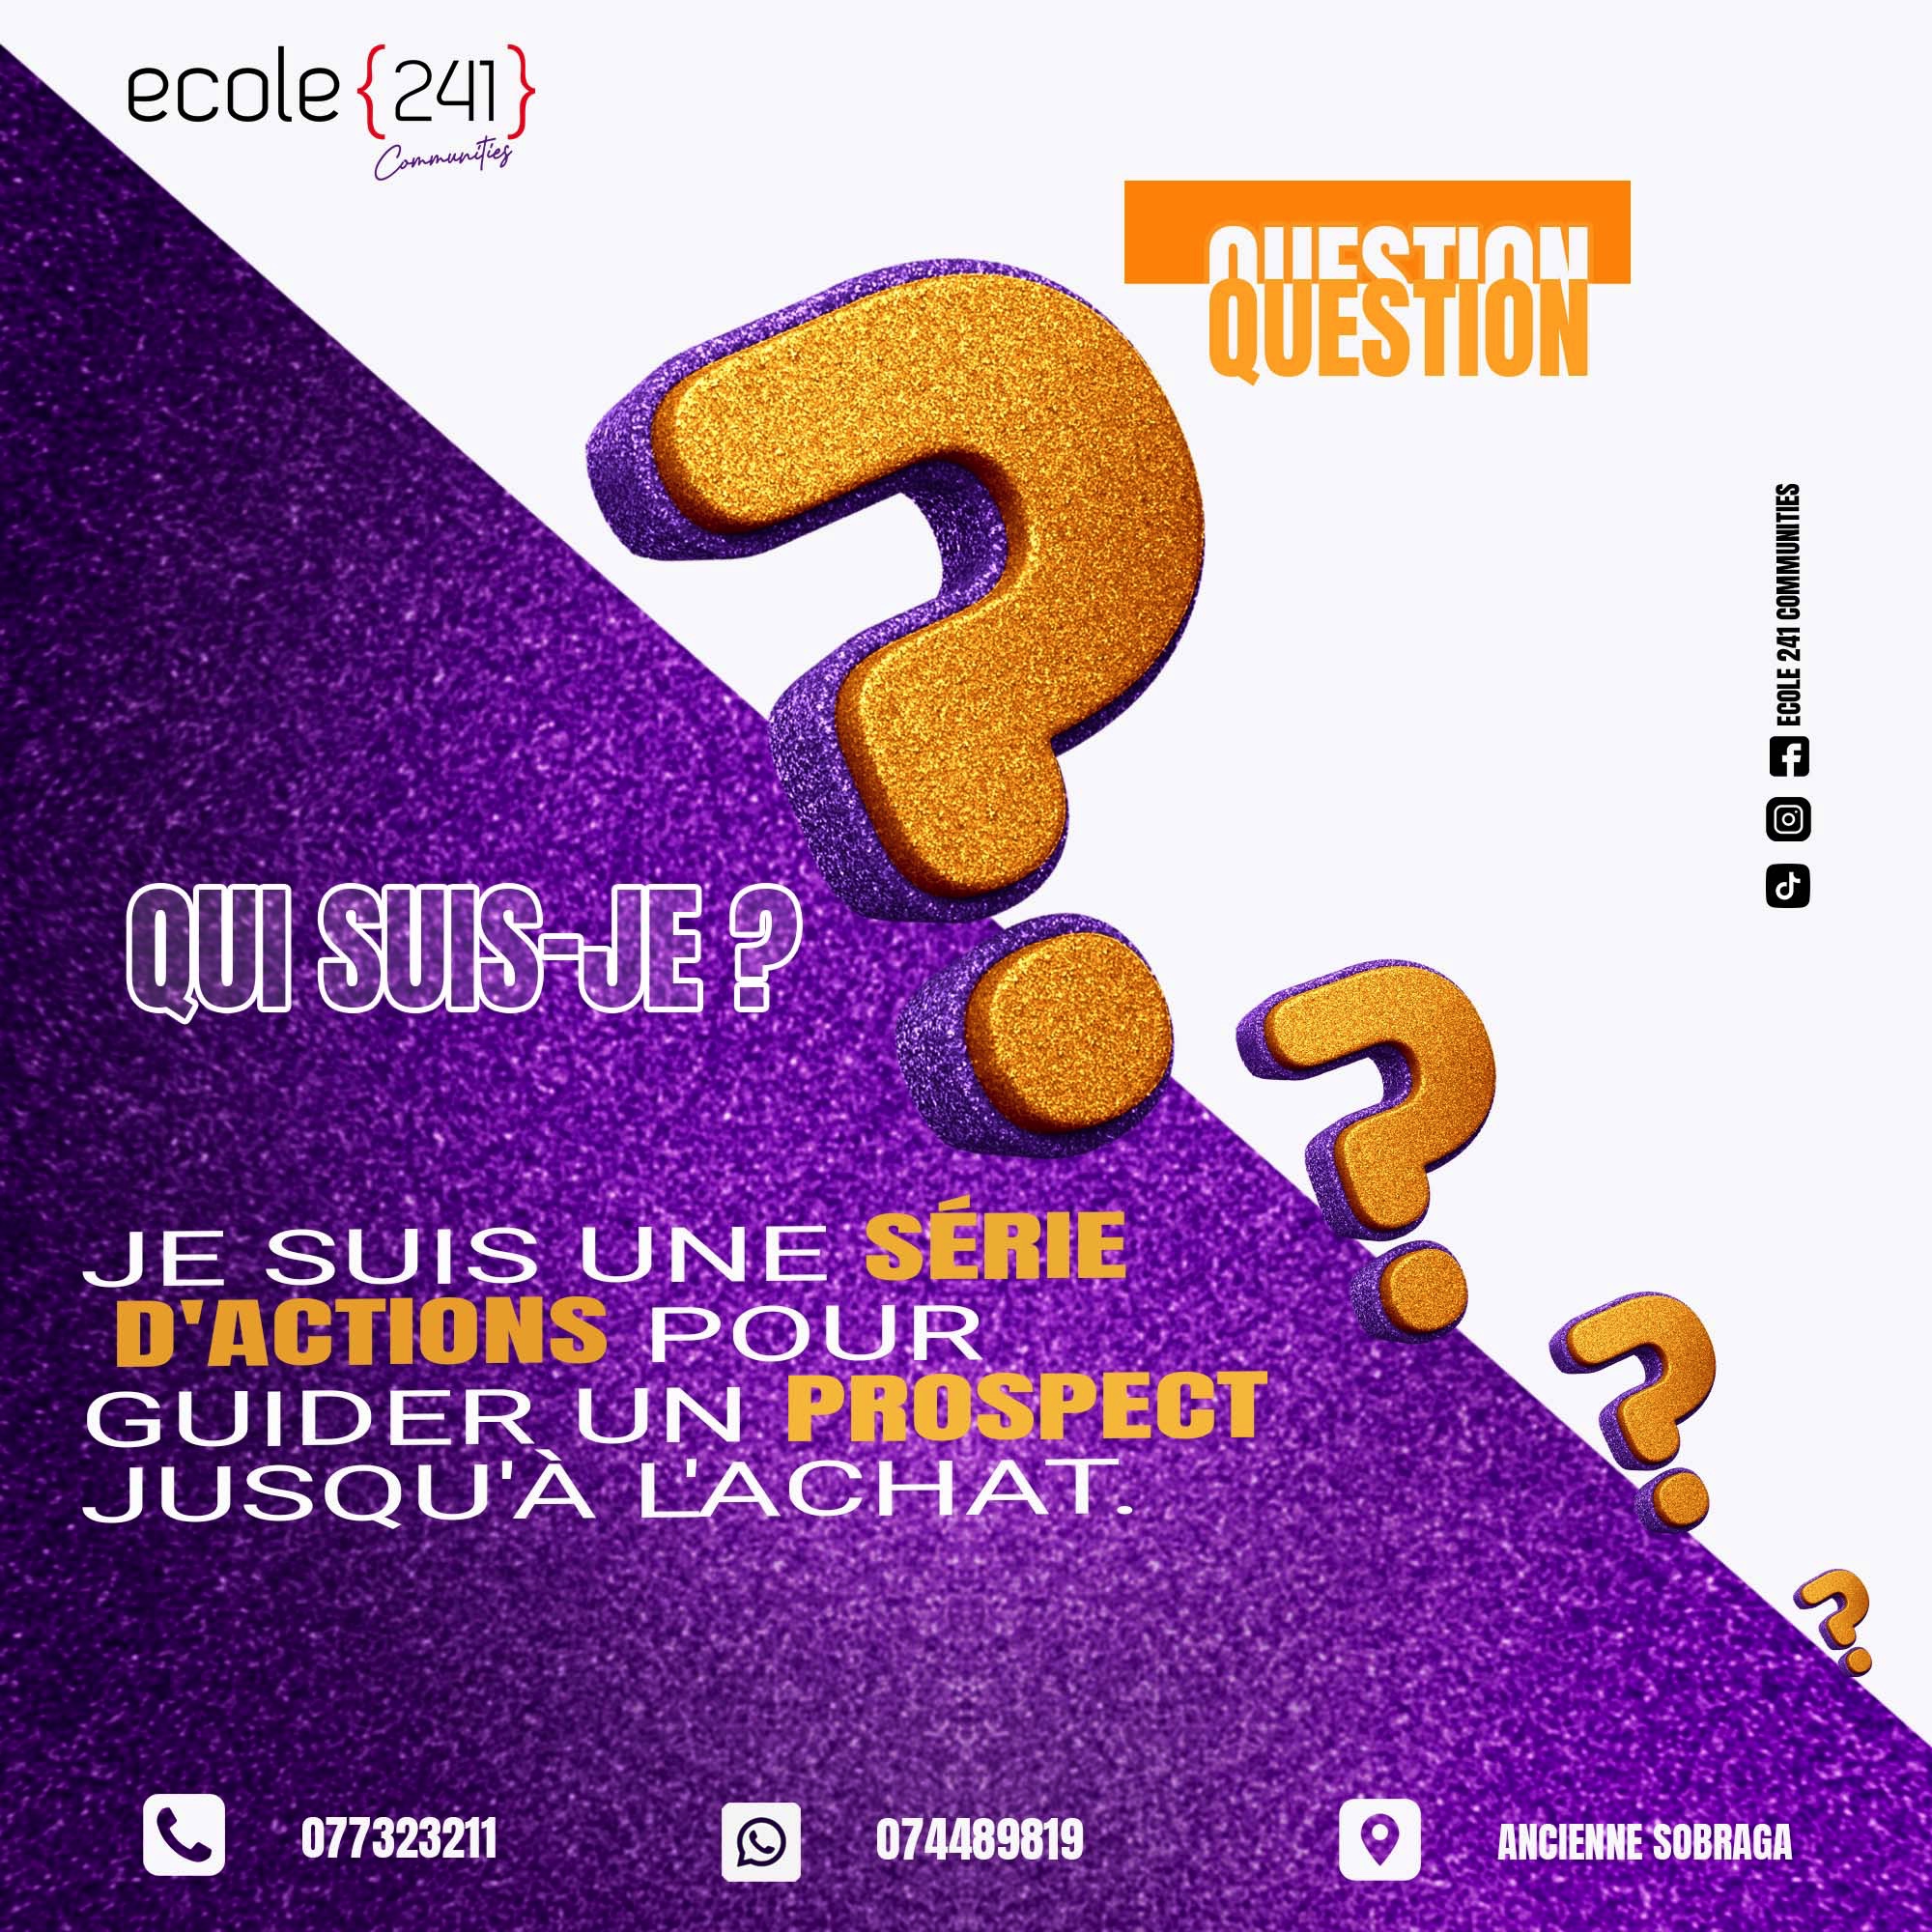 ecole {241}
Communities
QUESTION
QUESTION
ECOLE 241 COMMUNITIES
QUI SUIS-JE ?
JE SUIS UNE SÉRIE
D'ACTIONS POUR
GUIDER UN PROSPECT
JUSQU'À L'ACHAT.
077323211
074489819
ANCIENNE SOBRAGA